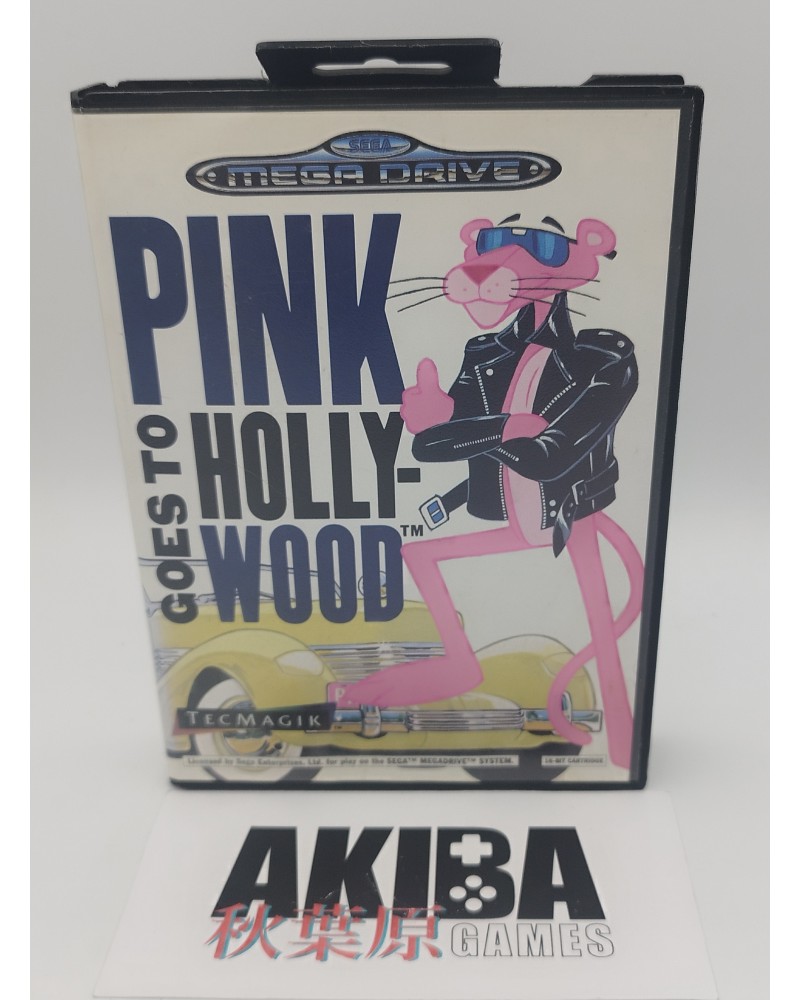 SEGA
MEGA DRIVE
PINK
GOES TO
HOLLY-
WOOD™
TECMAGIK™
Licensed by Sega Enterprises, Ltd. for play on the SEGA™ MEGADRIVE™ SYSTEM.
16-BIT CARTRIDGE
AKIBA
秋葉原 GAMES